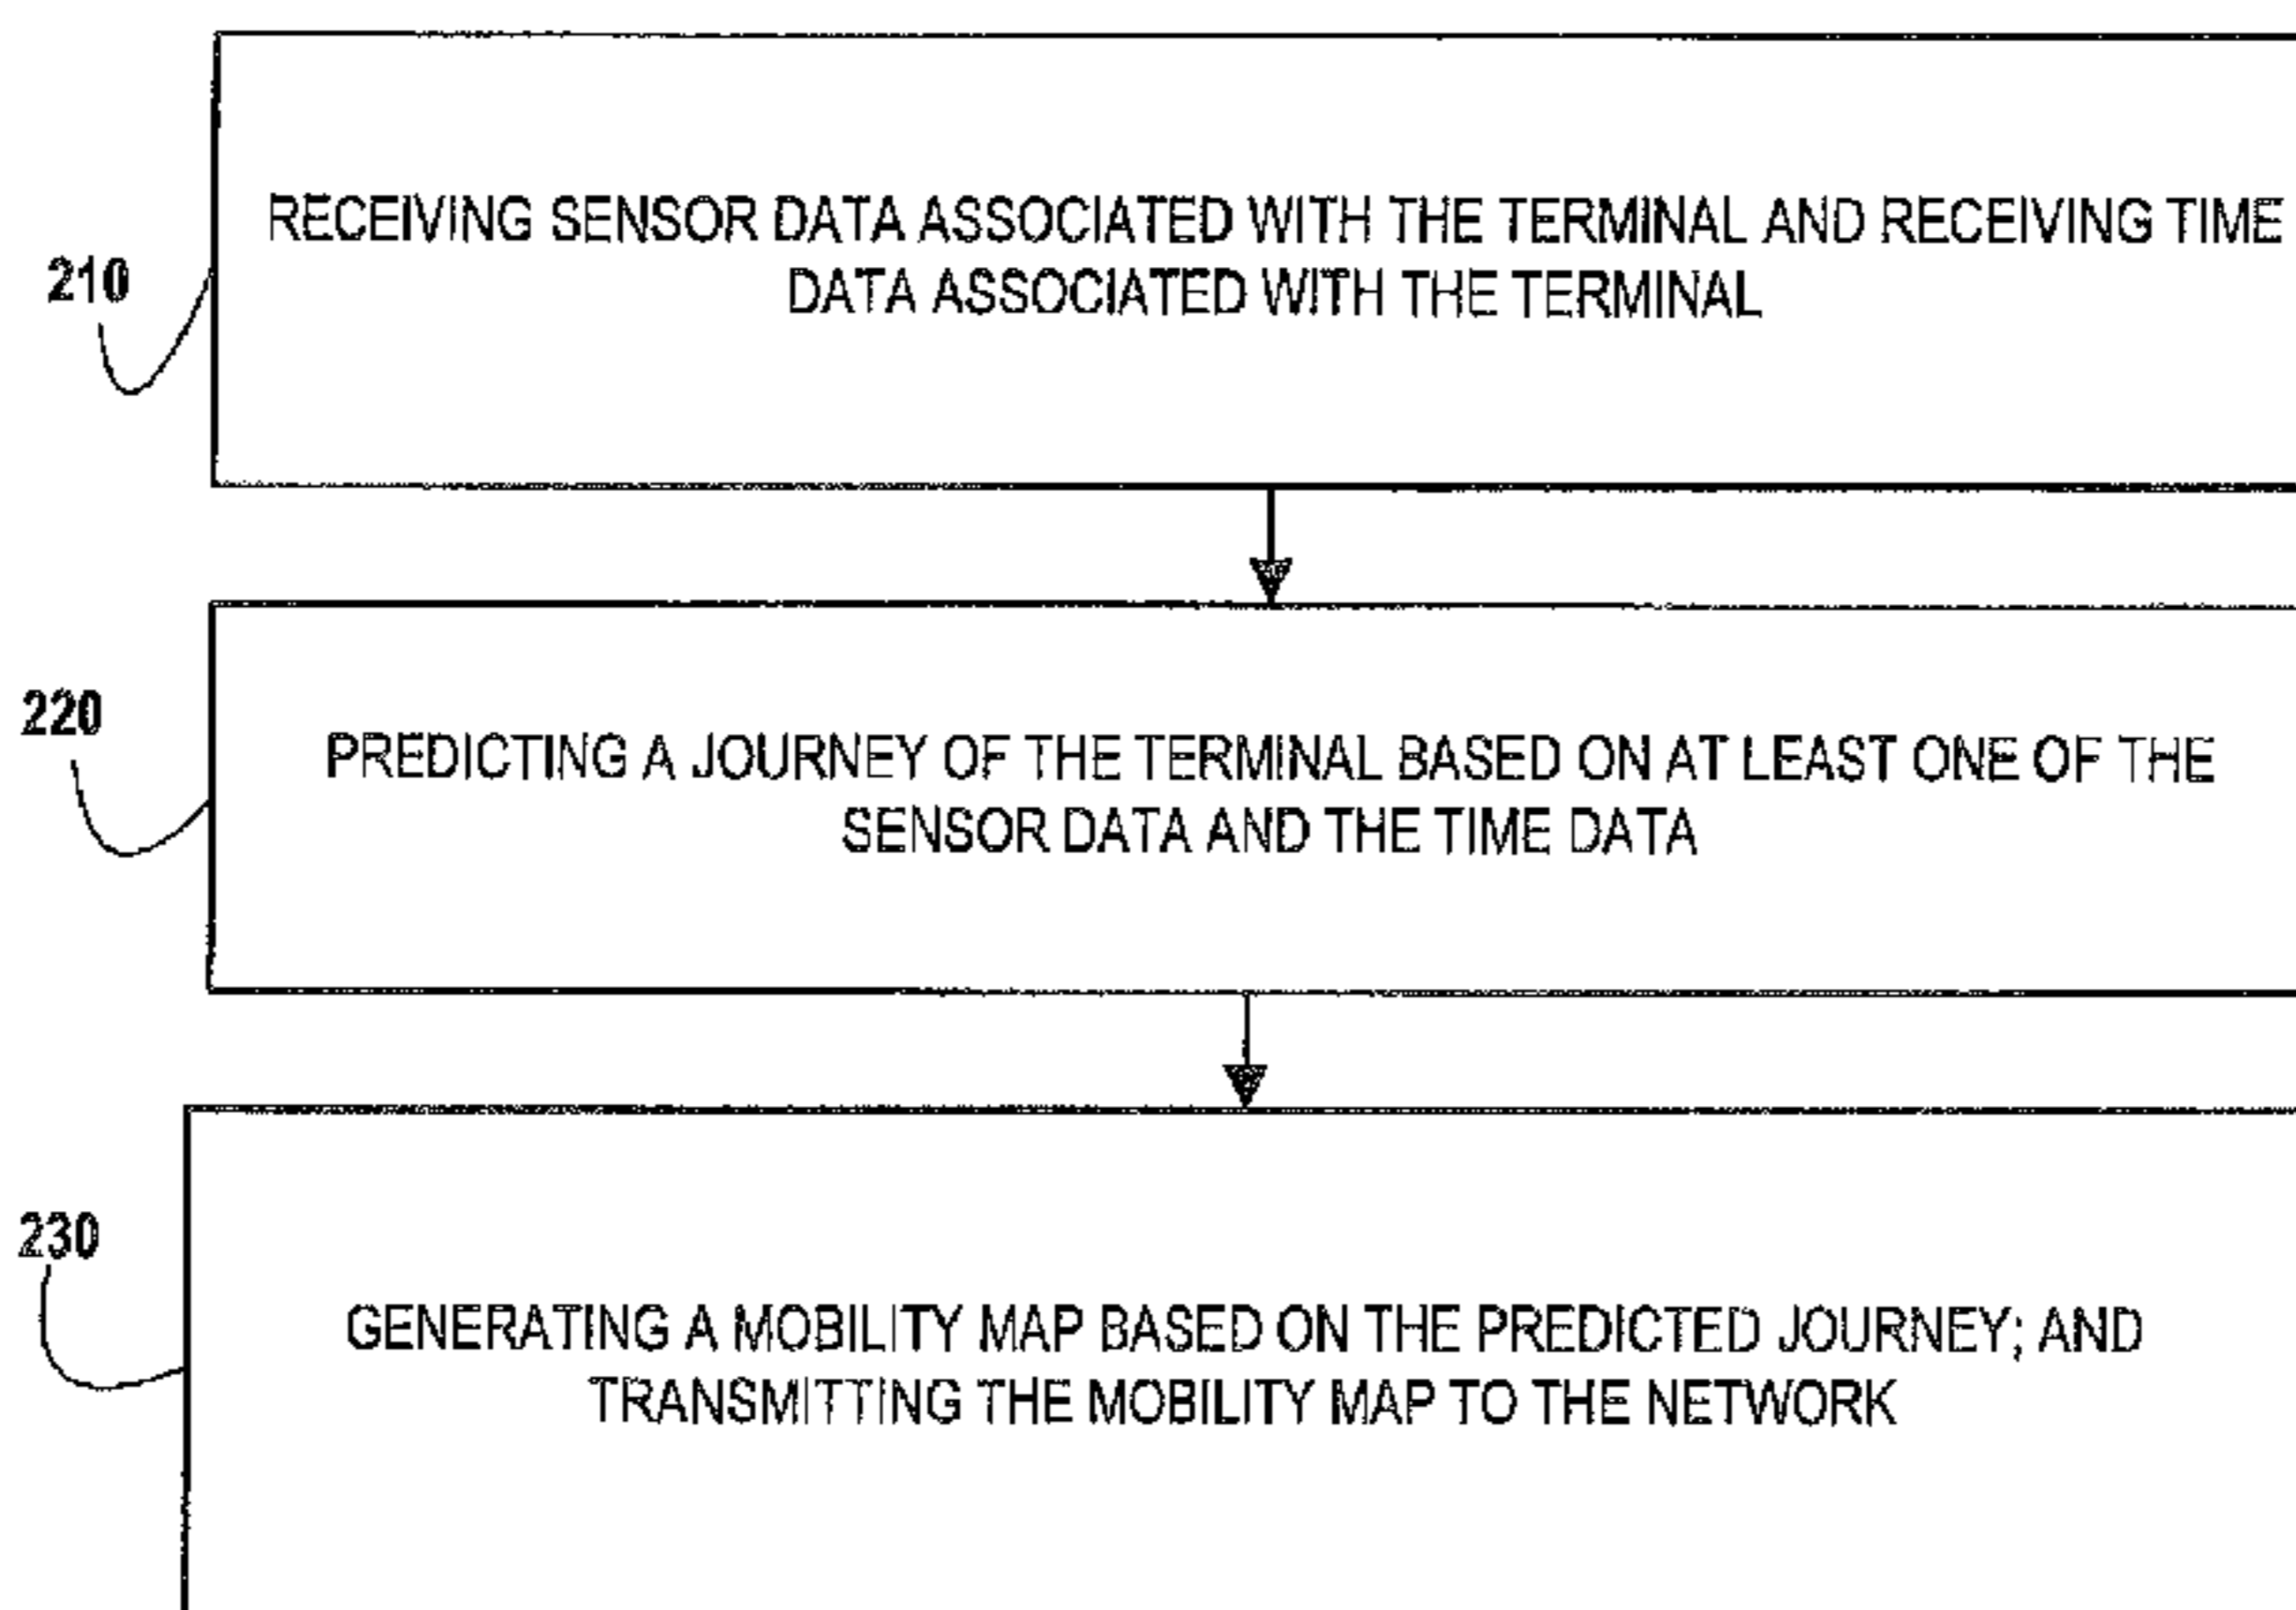 RECEIVING SENSOR DATA ASSOCIATED WITH THE TERMINAL AND RECEIVING TIME
DATA ASSOCIATED WITH THE TERMINAL
210
220
PREDICTING A JOURNEY OF THE TERMINAL BASED ON AT LEAST ONE OF THE
SENSOR DATA AND THE TIME DATA
230
GENERATING A MOBILITY MAP BASED ON THE PREDICTED JOURNEY; AND
TRANSMITTING THE MOBILITY MAP TO THE NETWORK